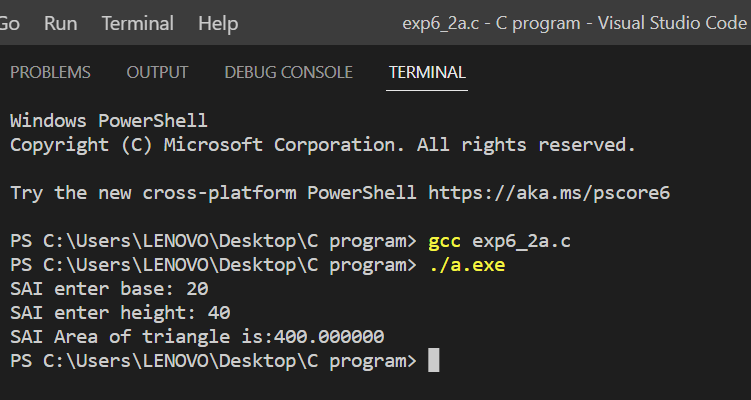 Go Run Terminal Help exp6_2a.c - C program - Visual Studio Code
PROBLEMS OUTPUT DEBUG CONSOLE TERMINAL
Windows PowerShell
Copyright (C) Microsoft Corporation. All rights reserved.
Try the new cross-platform PowerShell https://aka.ms/pscore6
PS C:\Users\LENOVO\Desktop\C program> gcc exp6_2a.c
PS C:\Users\LENOVO\Desktop\C program> ./a.exe
SAI enter base: 20
SAI enter height: 40
SAI Area of triangle is:400.000000
PS C:\Users\LENOVO\Desktop\C program>